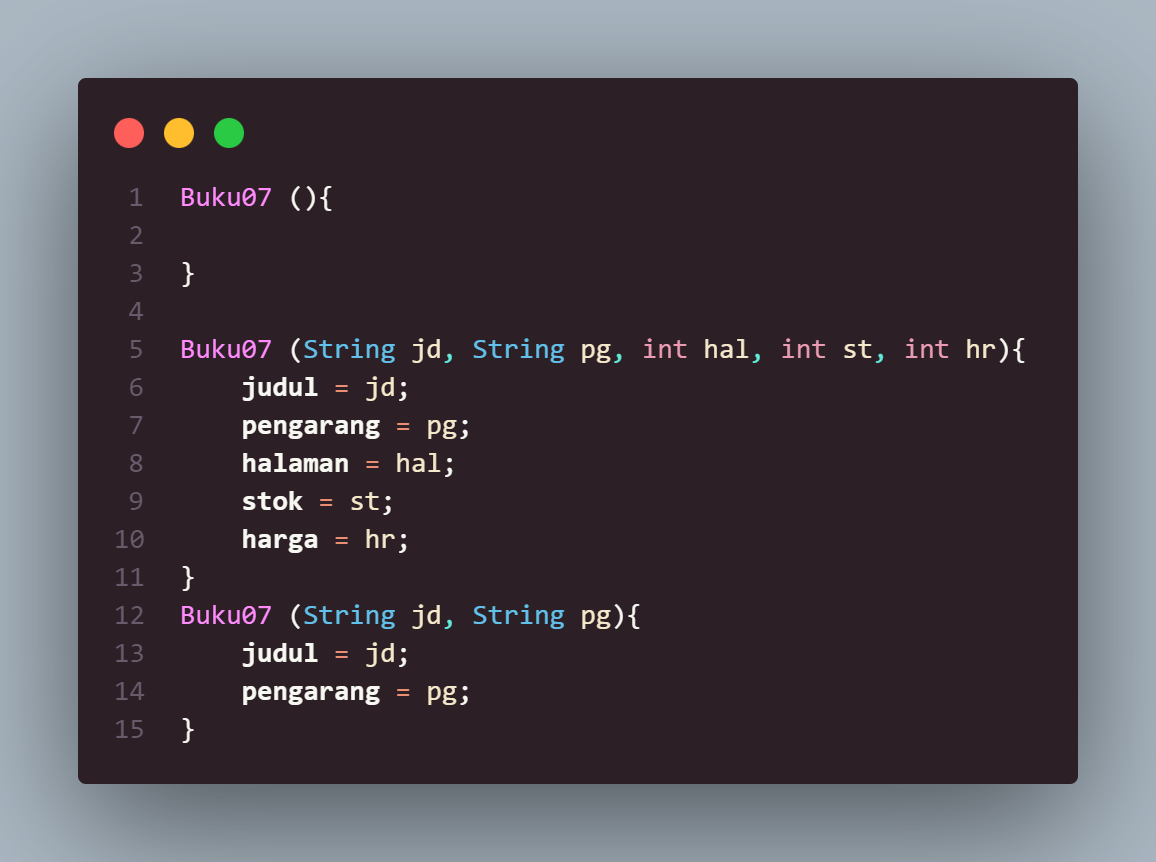 1 Buku07 (){
2
3 }
4
5 Buku07 (String jd, String pg, int hal, int st, int hr){
6     judul = jd;
7     pengarang = pg;
8     halaman = hal;
9     stok = st;
10     harga = hr;
11 }
12 Buku07 (String jd, String pg){
13     judul = jd;
14     pengarang = pg;
15 }